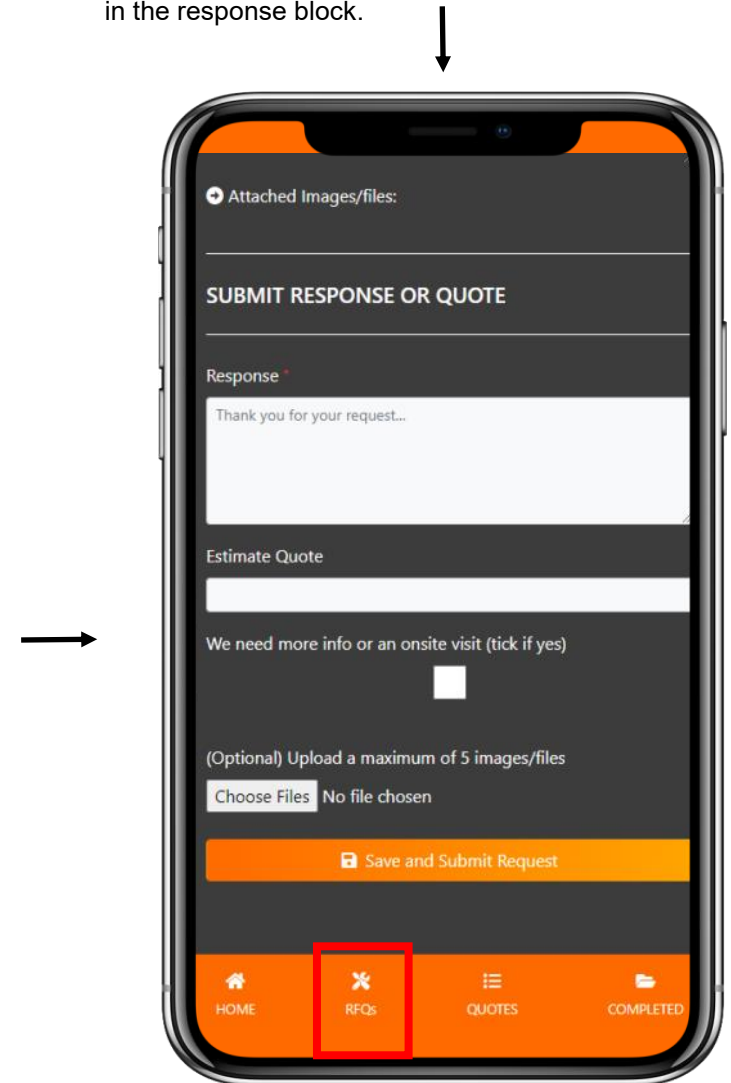 in the response block.
Attached Images/files:
SUBMIT RESPONSE OR QUOTE
Response *
Thank you for your request...
Estimate Quote
We need more info or an onsite visit (tick if yes)
(Optional) Upload a maximum of 5 images/files
Choose Files No file chosen
Save and Submit Request
HOME RFQs QUOTES COMPLETED